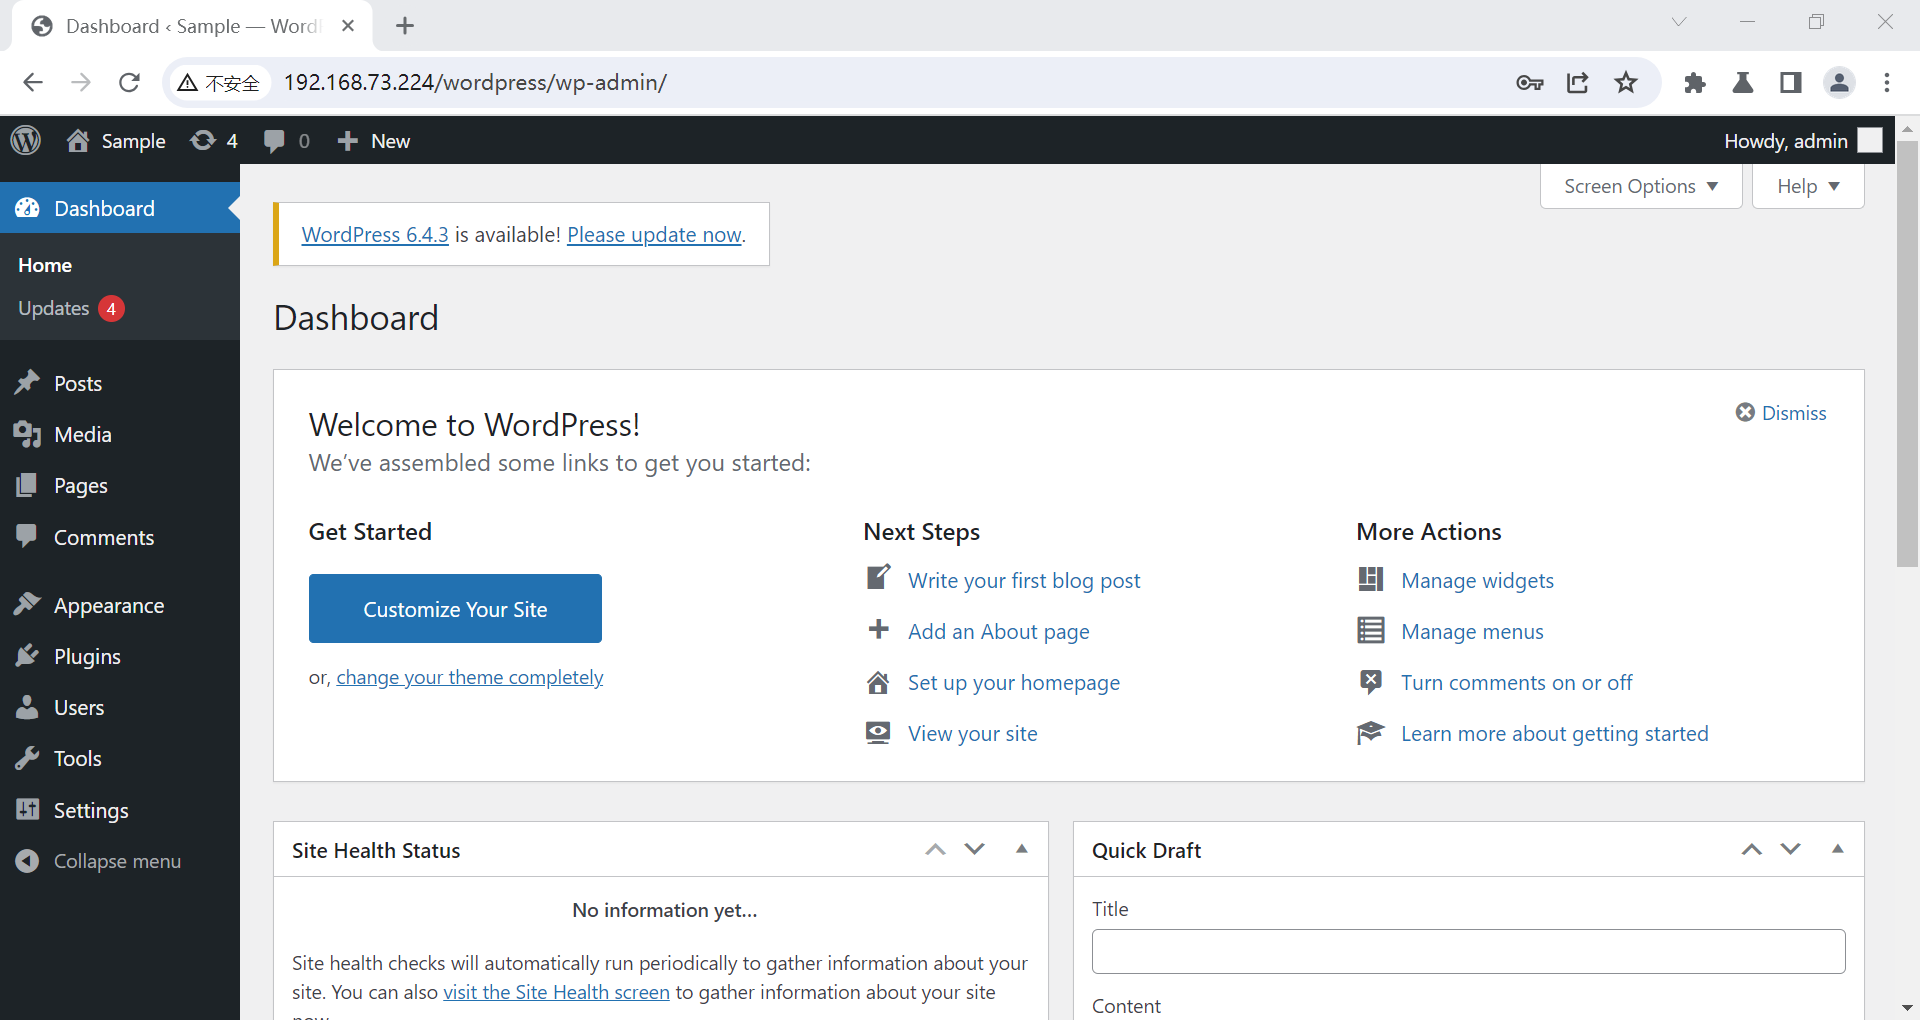 Dashboard ‹ Sample — Word
不安全 192.168.73.224/wordpress/wp-admin/
Sample 4 0 New Howdy, admin
Screen Options Help
Dashboard
Home
Updates 4
Posts
Media
Pages
Comments
Appearance
Plugins
Users
Tools
Settings
Collapse menu
WordPress 6.4.3 is available! Please update now.
Dashboard
Welcome to WordPress!
We’ve assembled some links to get you started:
Dismiss
Get Started
Customize Your Site
or, change your theme completely
Next Steps
Write your first blog post
Add an About page
Set up your homepage
View your site
More Actions
Manage widgets
Manage menus
Turn comments on or off
Learn more about getting started
Site Health Status
No information yet…
Site health checks will automatically run periodically to gather information about your
site. You can also visit the Site Health screen to gather information about your site
Quick Draft
Title
Content